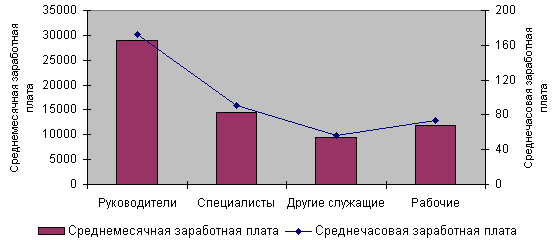 Среднемесячная заработная
плата
35000
30000
25000
20000
15000
10000
5000
0
200
160
120
80
40
0
Среднечасовая заработная
плата
Руководители Специалисты Другие служащие Рабочие
Среднемесячная заработная плата Среднечасовая заработная плата